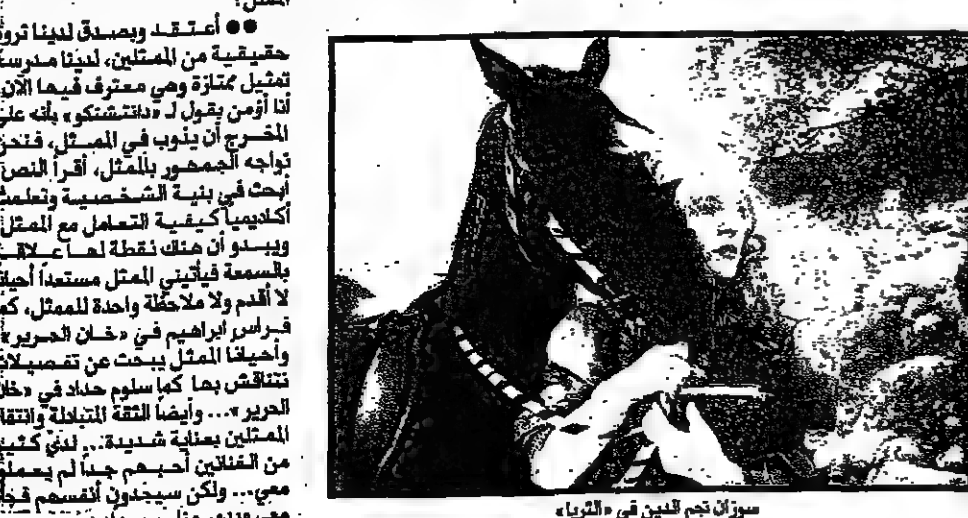 الممثل؟
●● أعتقد وبصدق لدينا ثروة
حقيقية من الممثلين، لدينا مدرسة
تمثيل ممتازة وهي معترف فيها الآن.
أنا أؤمن بقول لـ «دانتشنكو» بأنه على
المخرج أن يذوب في الممثل، فنحن
نواجه الجمهور بالممثل، أقرأ النص
أبحث في بنية الشخصية وتعلمت
أكاديمياً كيفية التعامل مع الممثل
ويبدو أن هناك نقطة لها علاقة
بالسمعة فيأتيني الممثل مستعداً أحياناً
لا أقدم ولا ملاحظة واحدة للممثل، كما
فراس ابراهيم في «خان الحرير»
وأحياناً الممثل يبحث عن تفصيلات
نتناقش بها كما سلوم حداد في «خان
الحرير»... وأيضاً الثقة المتبادلة وانتقاء
الممثلين بعناية شديدة... لدي كثير
من الفنانين أحبهم جداً لم يعملوا
معي... ولكن سيجدون أنفسهم
سوزان نجم الدين في «الثريا»